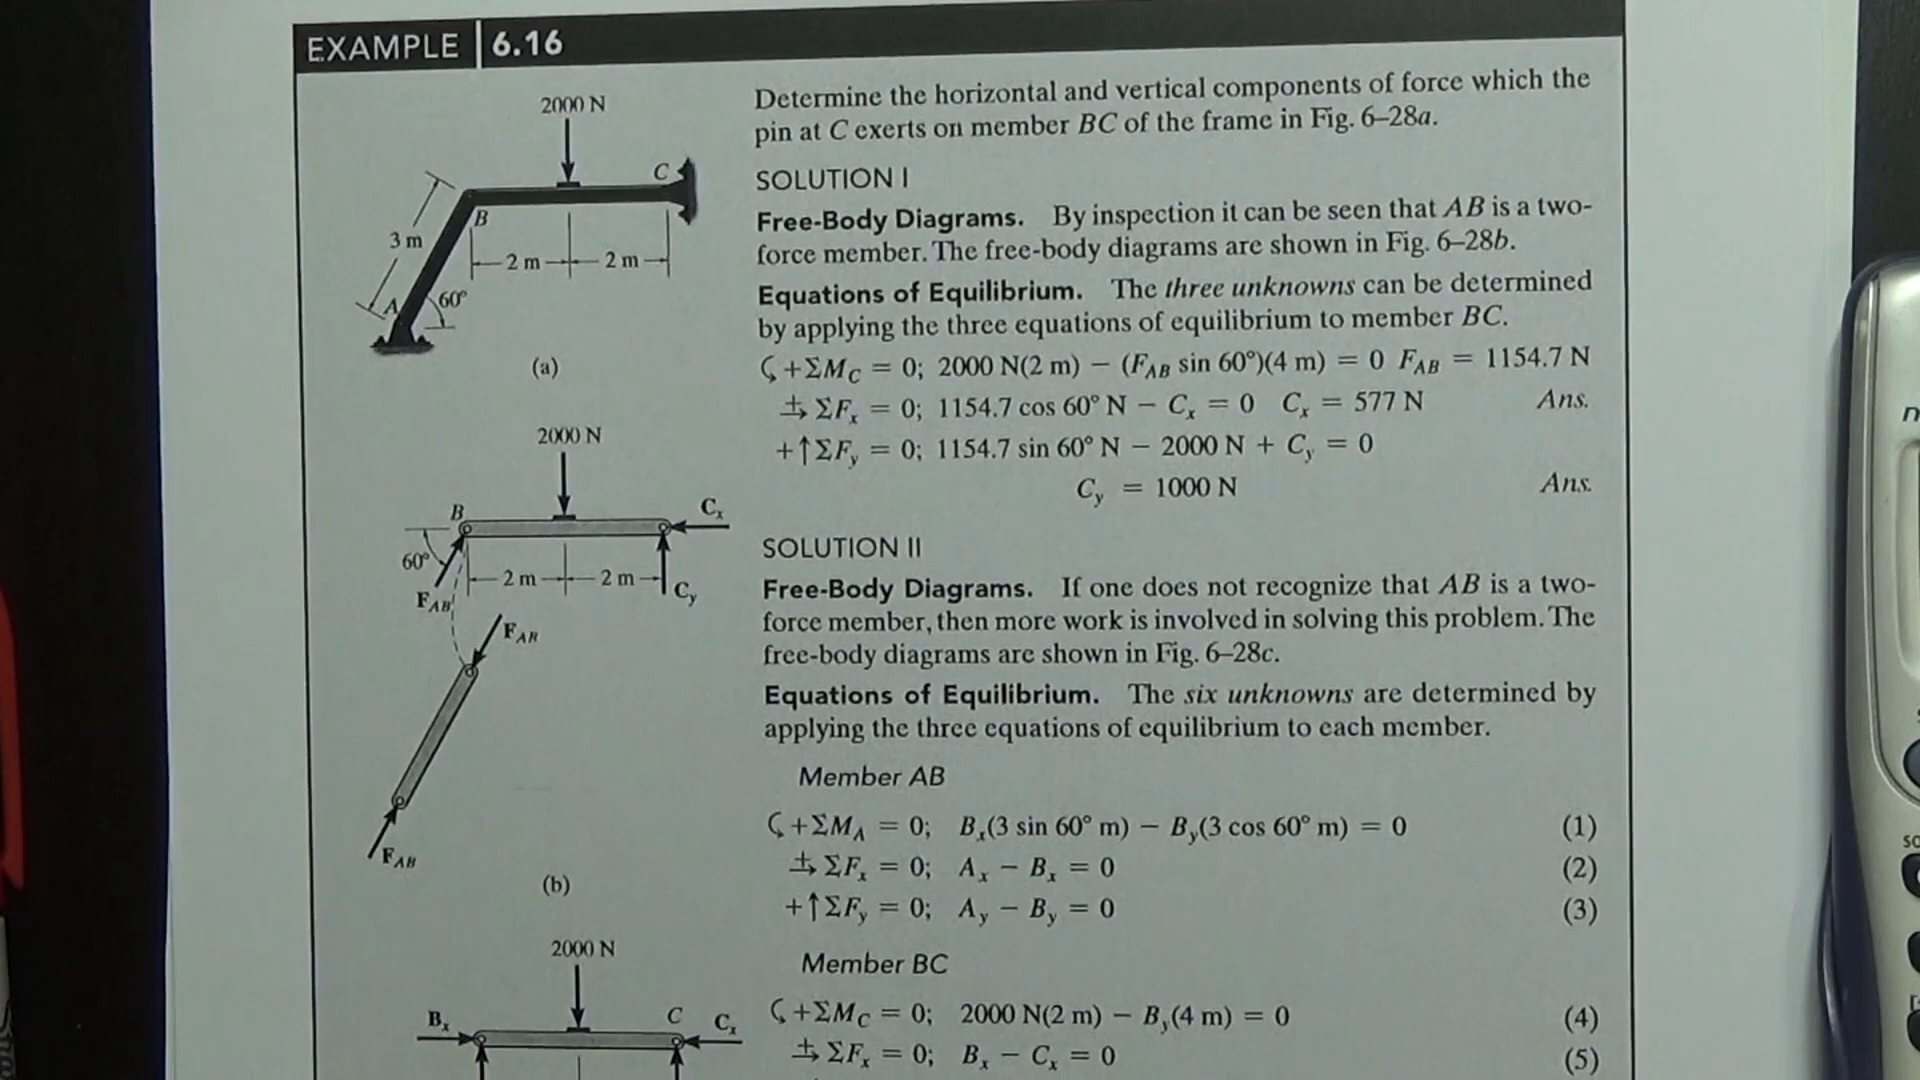 EXAMPLE 6.16
Determine the horizontal and vertical components of force which the
pin at C exerts on member BC of the frame in Fig. 6–28a.
SOLUTION I
Free-Body Diagrams. By inspection it can be seen that AB is a two-
force member. The free-body diagrams are shown in Fig. 6–28b.
Equations of Equilibrium. The three unknowns can be determined
by applying the three equations of equilibrium to member BC.
↶+ΣM_C = 0; 2000 N(2 m) − (F_AB sin 60°)(4 m) = 0 F_AB = 1154.7 N
±→ ΣF_x = 0; 1154.7 cos 60° N − C_x = 0 C_x = 577 N Ans.
+↑ΣF_y = 0; 1154.7 sin 60° N − 2000 N + C_y = 0
C_y = 1000 N Ans.
SOLUTION II
Free-Body Diagrams. If one does not recognize that AB is a two-
force member, then more work is involved in solving this problem. The
free-body diagrams are shown in Fig. 6–28c.
Equations of Equilibrium. The six unknowns are determined by
applying the three equations of equilibrium to each member.
Member AB
↶+ΣM_A = 0; B_x(3 sin 60° m) − B_y(3 cos 60° m) = 0 (1)
±→ ΣF_x = 0; A_x − B_x = 0 (2)
+↑ΣF_y = 0; A_y − B_y = 0 (3)
Member BC
↶+ΣM_C = 0; 2000 N(2 m) − B_y(4 m) = 0 (4)
±→ ΣF_x = 0; B_x − C_x = 0 (5)
2000 N
C
B
3 m
2 m 2 m
A 60°
(a)
2000 N
B C_x
60°
2 m 2 m
F_AB C_y
F_AB
F_AB
(b)
2000 N
B_x C C_x